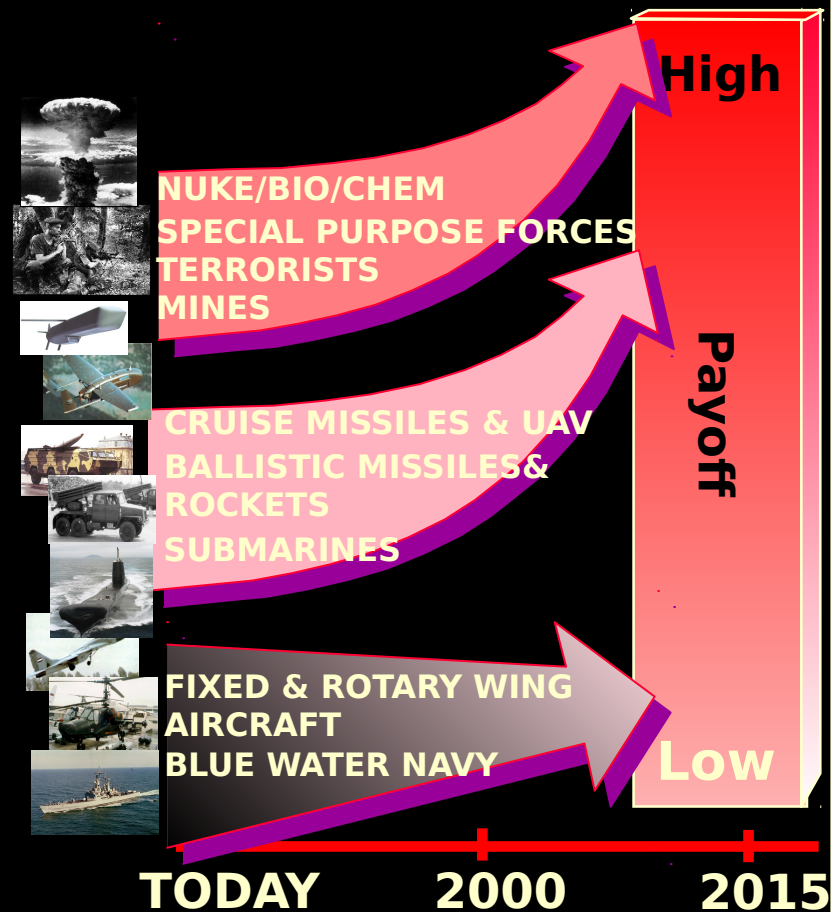 High
NUKE/BIO/CHEM
SPECIAL PURPOSE FORCES
TERRORISTS
MINES
Payoff
CRUISE MISSILES & UAV
BALLISTIC MISSILES&
ROCKETS
SUBMARINES
FIXED & ROTARY WING
AIRCRAFT
BLUE WATER NAVY
Low
TODAY 2000 2015